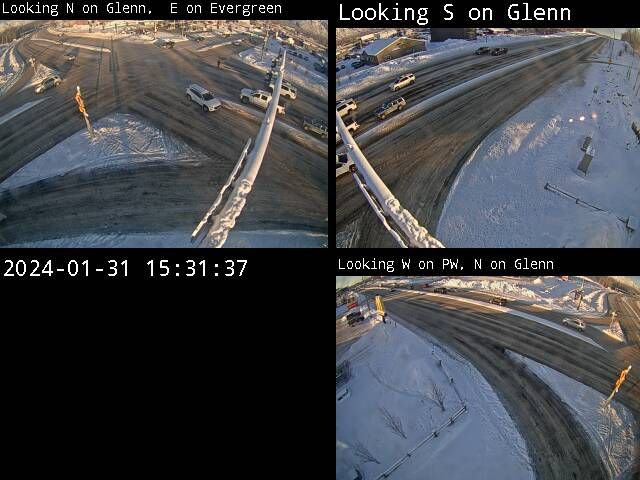 Looking N on Glenn,  E on Evergreen
Looking S on Glenn
2024-01-31 15:31:37
Looking W on PW, N on Glenn